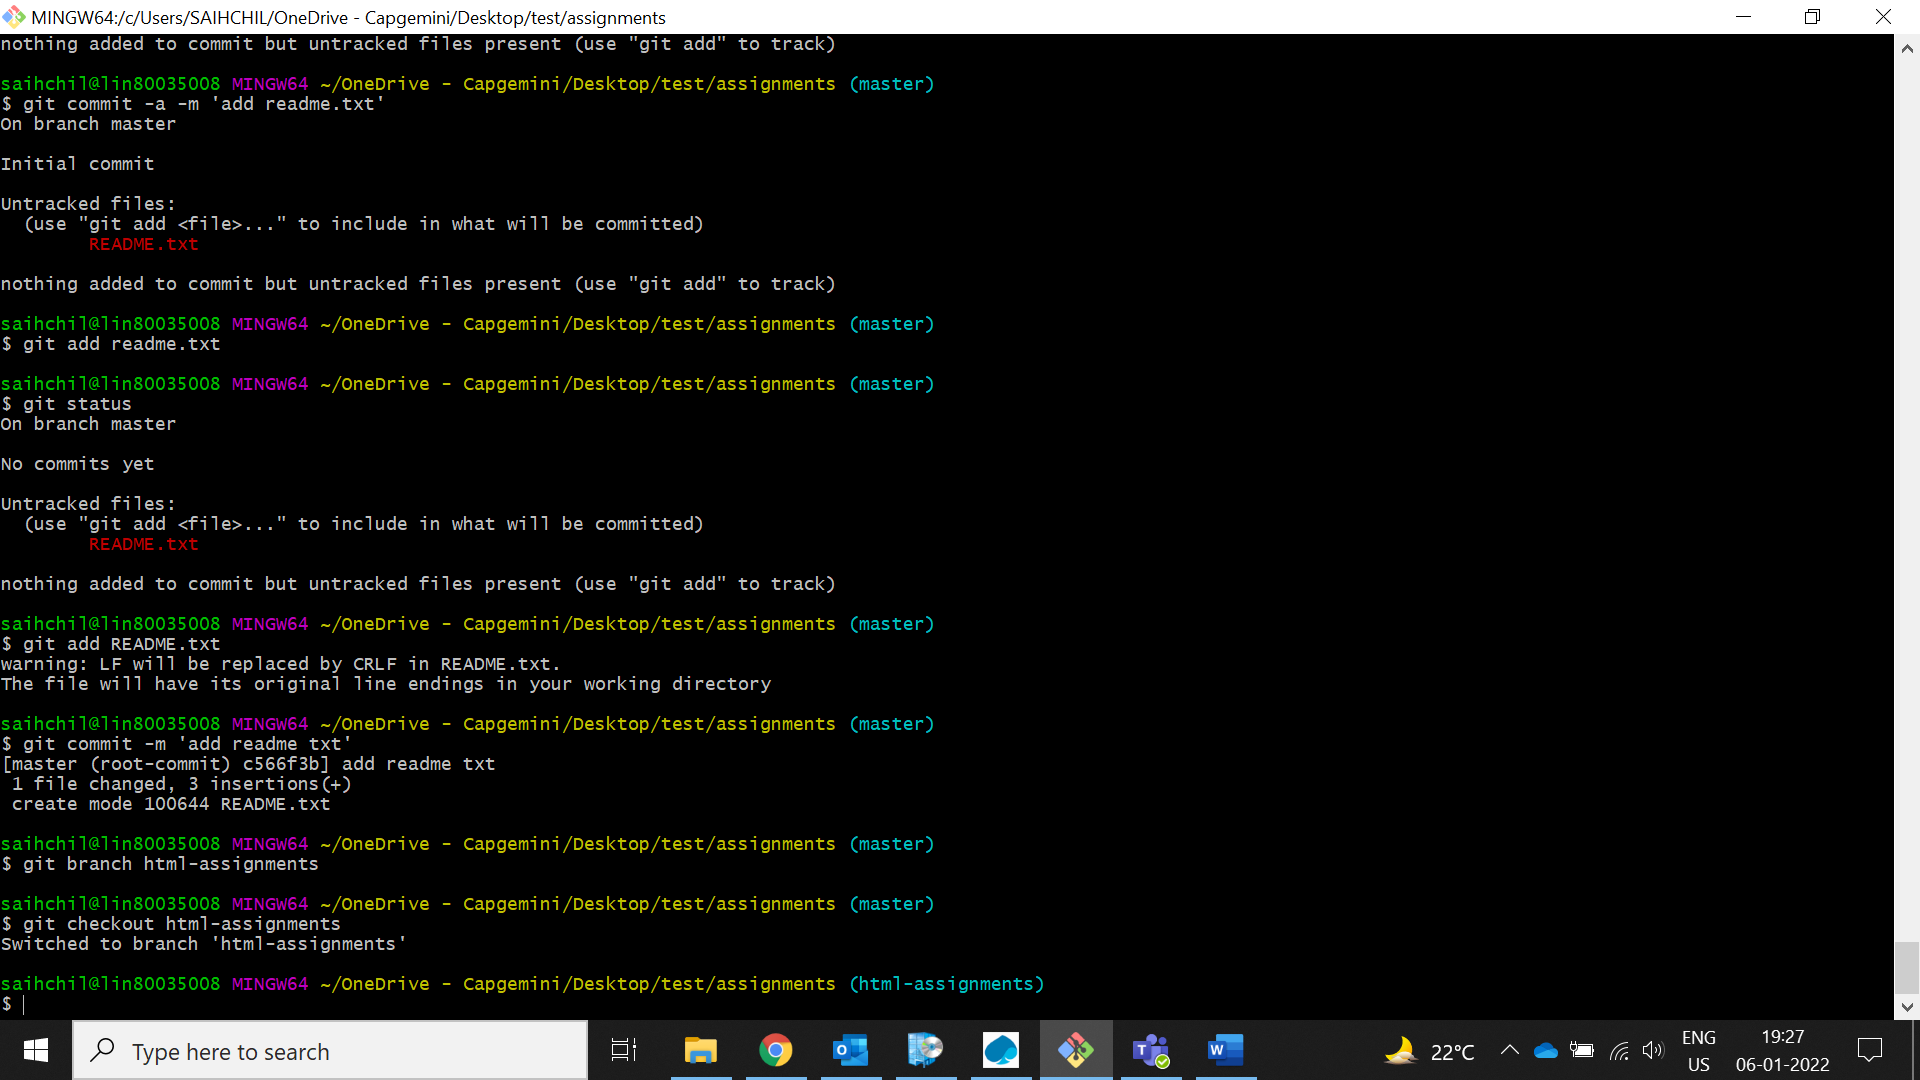 MINGW64:/c/Users/SAIHCHIL/OneDrive - Capgemini/Desktop/test/assignments
nothing added to commit but untracked files present (use "git add" to track)
saihchil@lin80035008 MINGW64 ~/OneDrive - Capgemini/Desktop/test/assignments (master)
$ git commit -a -m 'add readme.txt'
On branch master
Initial commit
Untracked files:
  (use "git add <file>..." to include in what will be committed)
        README.txt
nothing added to commit but untracked files present (use "git add" to track)
saihchil@lin80035008 MINGW64 ~/OneDrive - Capgemini/Desktop/test/assignments (master)
$ git add readme.txt
saihchil@lin80035008 MINGW64 ~/OneDrive - Capgemini/Desktop/test/assignments (master)
$ git status
On branch master
No commits yet
Untracked files:
  (use "git add <file>..." to include in what will be committed)
        README.txt
nothing added to commit but untracked files present (use "git add" to track)
saihchil@lin80035008 MINGW64 ~/OneDrive - Capgemini/Desktop/test/assignments (master)
$ git add README.txt
warning: LF will be replaced by CRLF in README.txt.
The file will have its original line endings in your working directory
saihchil@lin80035008 MINGW64 ~/OneDrive - Capgemini/Desktop/test/assignments (master)
$ git commit -m 'add readme txt'
[master (root-commit) c566f3b] add readme txt
 1 file changed, 3 insertions(+)
 create mode 100644 README.txt
saihchil@lin80035008 MINGW64 ~/OneDrive - Capgemini/Desktop/test/assignments (master)
$ git branch html-assignments
saihchil@lin80035008 MINGW64 ~/OneDrive - Capgemini/Desktop/test/assignments (master)
$ git checkout html-assignments
Switched to branch 'html-assignments'
saihchil@lin80035008 MINGW64 ~/OneDrive - Capgemini/Desktop/test/assignments (html-assignments)
$
Type here to search
22°C
ENG
US
19:27
06-01-2022